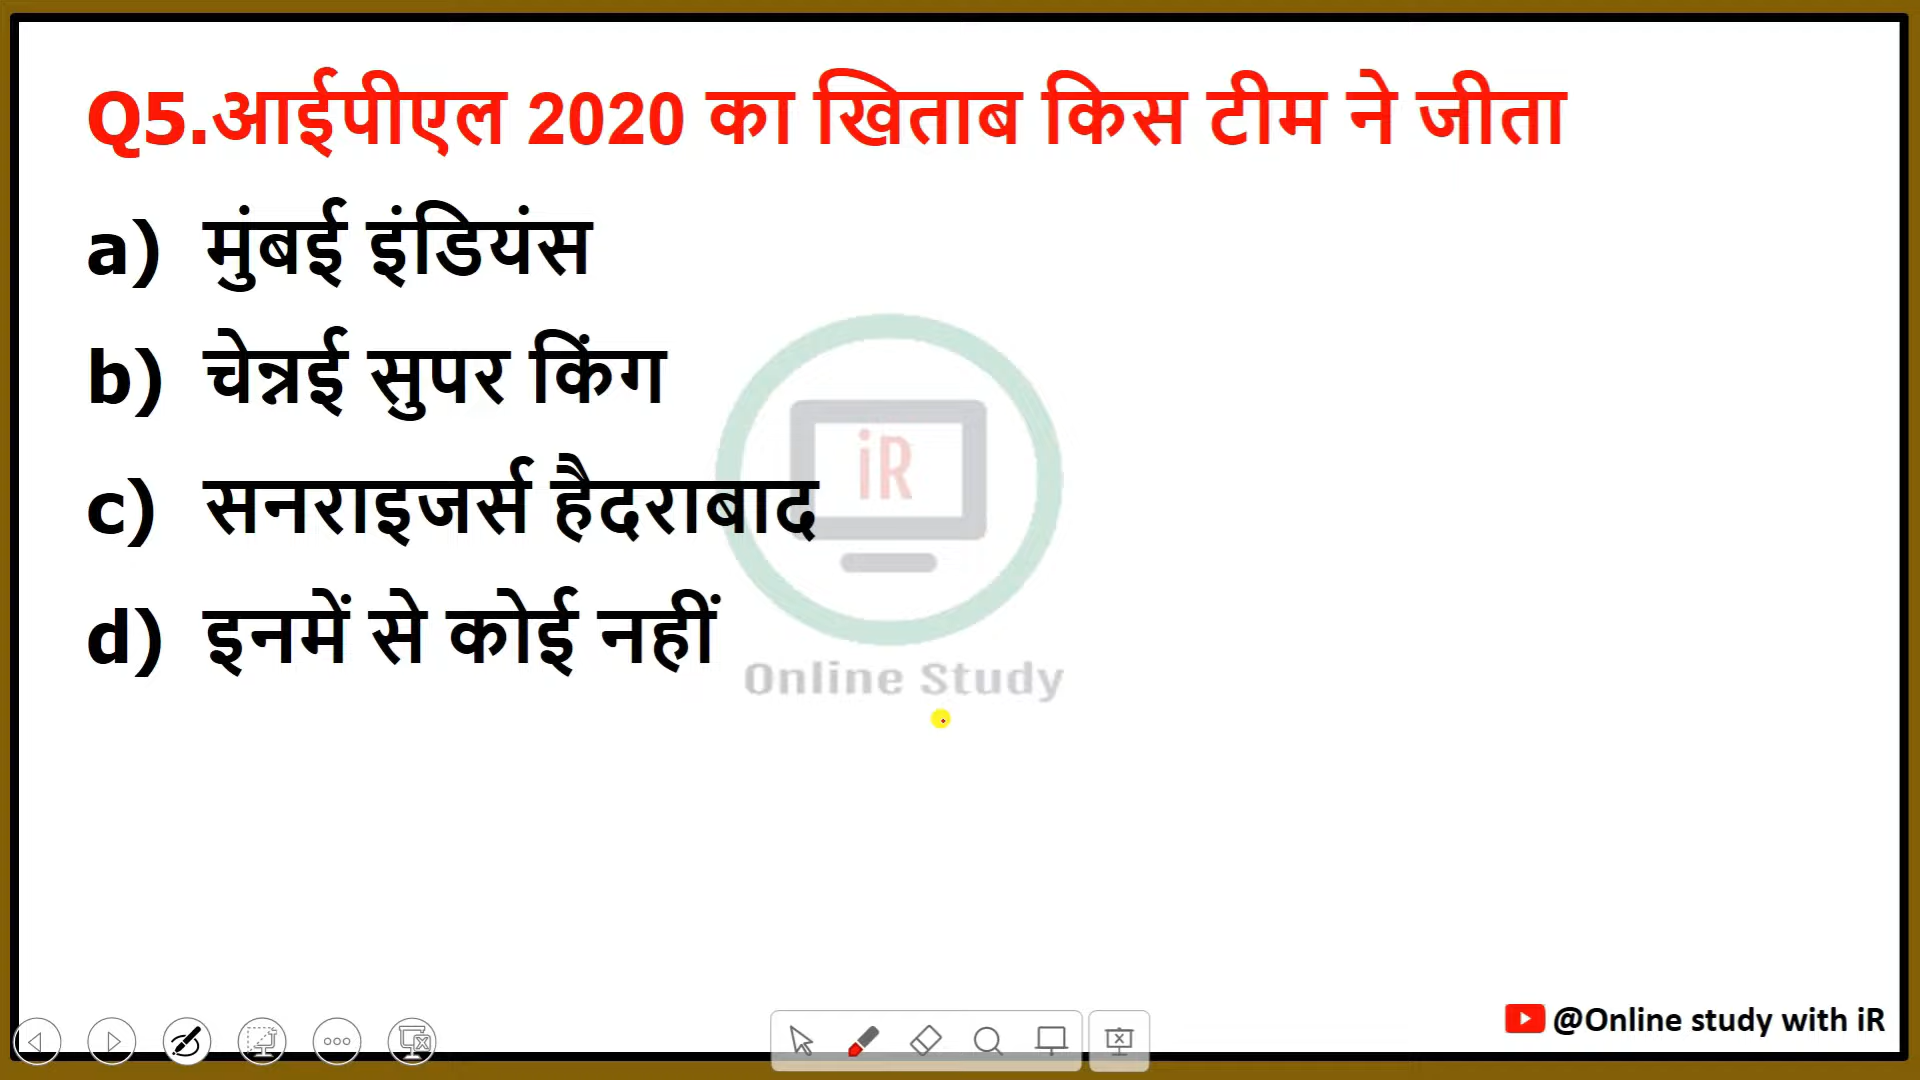 Q5.आईपीएल 2020 का खिताब किस टीम ने जीता
a) मुंबई इंडियंस
b) चेन्नई सुपर किंग
c) सनराइजर्स हैदराबाद
d) इनमें से कोई नहीं
iR
Online Study
@Online study with iR